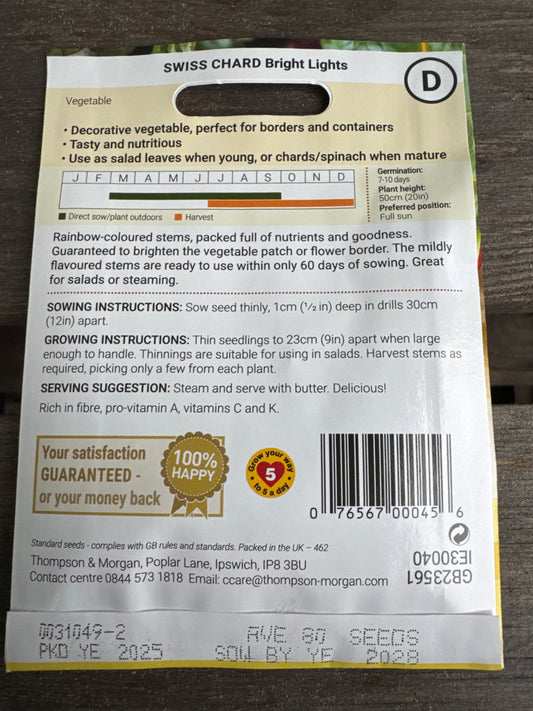 SWISS CHARD Bright Lights
D
Vegetable
• Decorative vegetable, perfect for borders and containers
• Tasty and nutritious
• Use as salad leaves when young, or chards/spinach when mature
J F M A M J J A S O N D
Direct sow/plant outdoors Harvest
Germination:
7-10 days
Plant height:
50cm (20in)
Preferred position:
Full sun
Rainbow-coloured stems, packed full of nutrients and goodness.
Guaranteed to brighten the vegetable patch or flower border. The mildly
flavoured stems are ready to use within only 60 days of sowing. Great
for salads or steaming.
SOWING INSTRUCTIONS: Sow seed thinly, 1cm (½ in) deep in drills 30cm
(12in) apart.
GROWING INSTRUCTIONS: Thin seedlings to 23cm (9in) apart when large
enough to handle. Thinnings are suitable for using in salads. Harvest stems as
required, picking only a few from each plant.
SERVING SUGGESTION: Steam and serve with butter. Delicious!
Rich in fibre, pro-vitamin A, vitamins C and K.
Your satisfaction
GUARANTEED -
or your money back
100%
HAPPY
Grow your way
5
to 5 a day
0 76567 00045 6
Standard seeds - complies with GB rules and standards. Packed in the UK – 462
Thompson & Morgan, Poplar Lane, Ipswich, IP8 3BU
Contact centre 0844 573 1818 Email: ccare@thompson-morgan.com
GB23561
IE30040
0031049-2
PKD YE 2025
AVE 80 SEEDS
SOW BY YE 2028